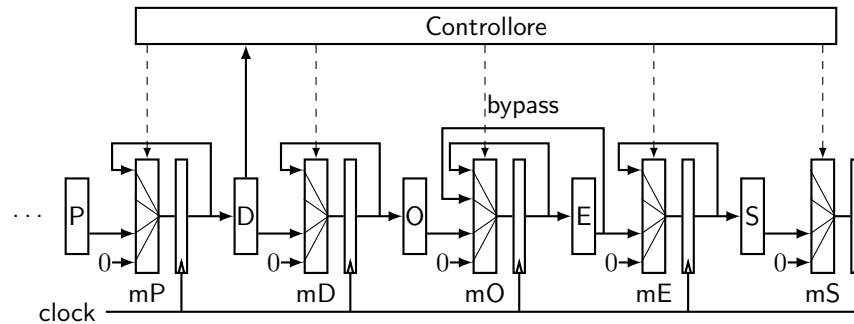 Controllore
bypass
... P D O E S
0 0 0 0 0
mP mD mO mE mS
clock